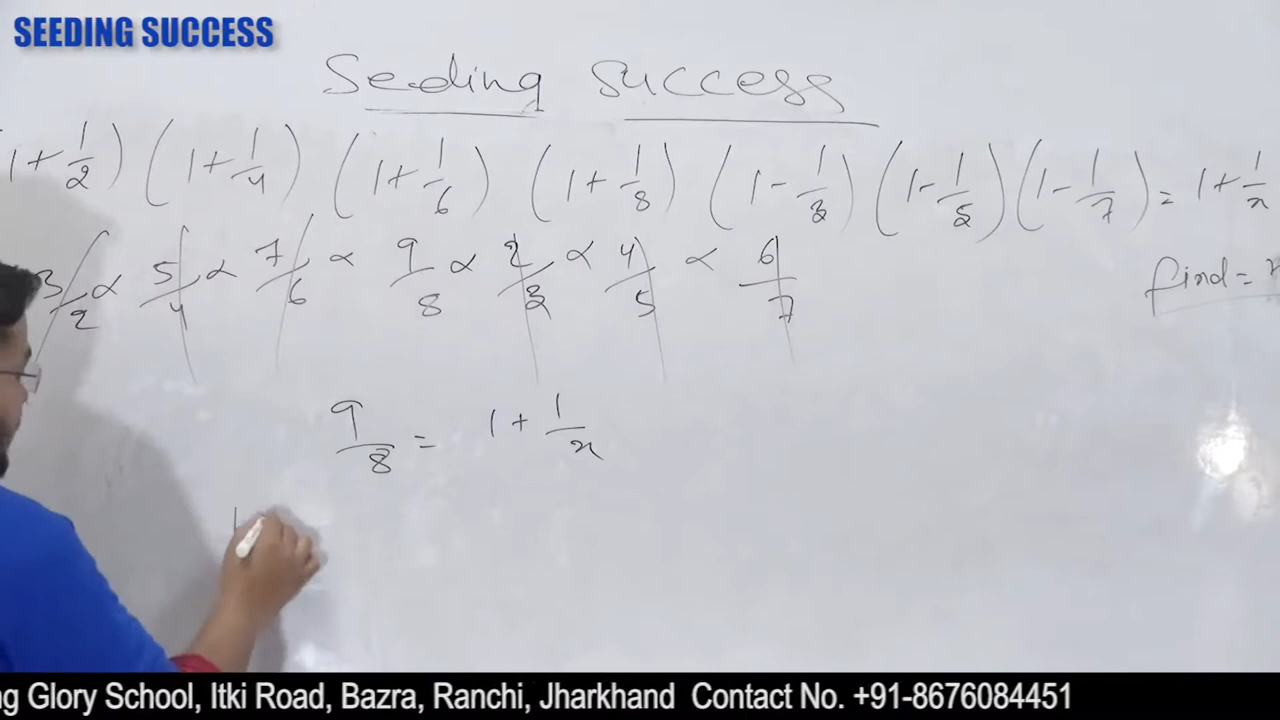 SEEDING SUCCESS
Seeding Success
1 + 1/2) (1 + 1/4) (1 + 1/6) (1 + 1/8) (1 - 1/3) (1 - 1/5) (1 - 1/7) = 1 + 1/x
3/2 × 5/4 × 7/6 × 9/8 × 2/3 × 4/5 × 6/7
find = x
9/8 = 1 + 1/x
1
ng Glory School, Itki Road, Bazra, Ranchi, Jharkhand Contact No. +91-8676084451